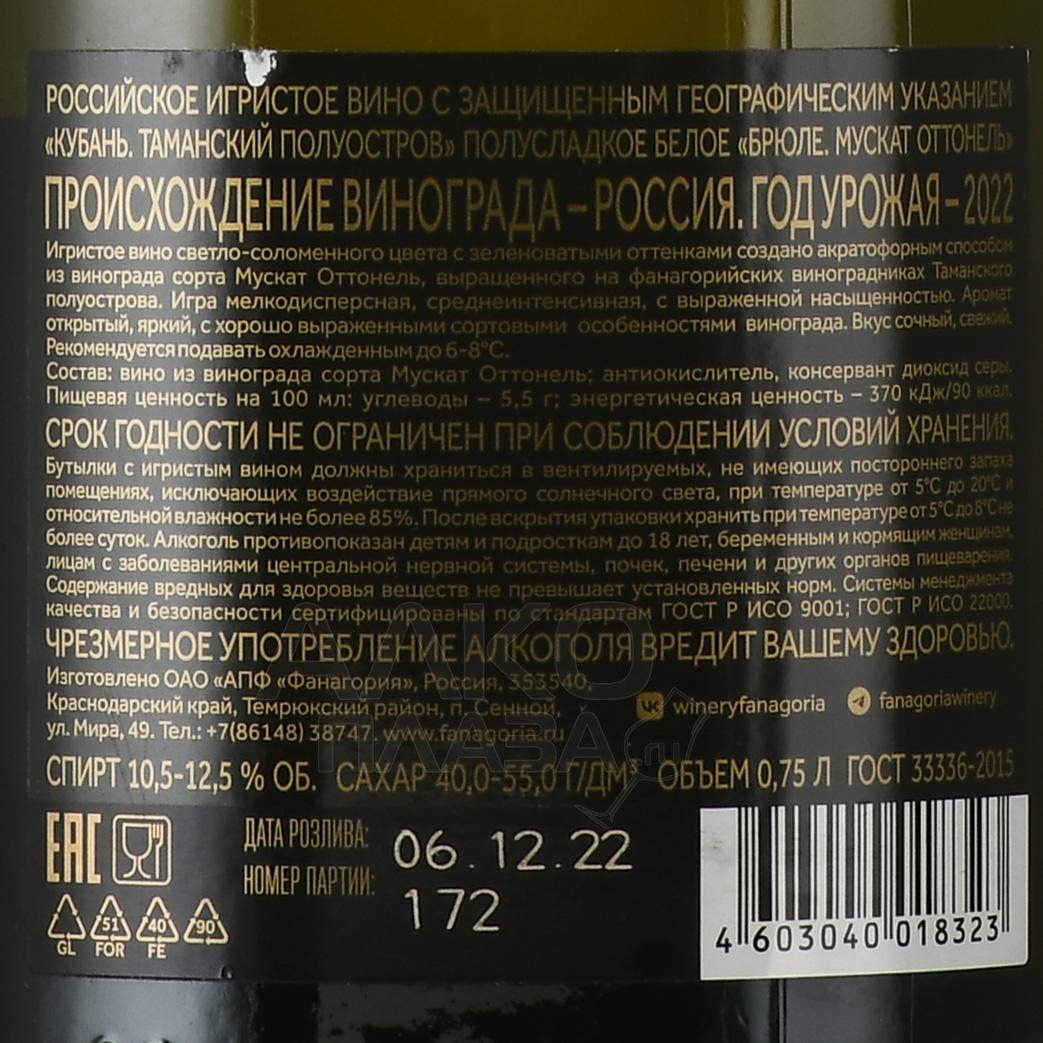 РОССИЙСКОЕ ИГРИСТОЕ ВИНО С ЗАЩИЩЕННЫМ ГЕОГРАФИЧЕСКИМ УКАЗАНИЕМ
«КУБАНЬ. ТАМАНСКИЙ ПОЛУОСТРОВ» ПОЛУСЛАДКОЕ БЕЛОЕ «БРЮЛЕ. МУСКАТ ОТТОНЕЛЬ»
ПРОИСХОЖДЕНИЕ ВИНОГРАДА – РОССИЯ. ГОД УРОЖАЯ – 2022
Игристое вино светло-соломенного цвета с зеленоватыми оттенками создано акратофорным способом
из винограда сорта Мускат Оттонель, выращенного на фанагорийских виноградниках Таманского
полуострова. Игра мелкодисперсная, среднеинтенсивная, с выраженной насыщенностью. Аромат
открытый, яркий, с хорошо выраженными сортовыми особенностями винограда. Вкус сочный, свежий.
Рекомендуется подавать охлажденным до 6-8°С.
Состав: вино из винограда сорта Мускат Оттонель; антиокислитель, консервант диоксид серы.
Пищевая ценность на 100 мл: углеводы – 5,5 г; энергетическая ценность – 370 кДж/90 ккал.
СРОК ГОДНОСТИ НЕ ОГРАНИЧЕН ПРИ СОБЛЮДЕНИИ УСЛОВИЙ ХРАНЕНИЯ.
Бутылки с игристым вином должны храниться в вентилируемых, не имеющих постороннего запаха
помещениях, исключающих воздействие прямого солнечного света, при температуре от 5°С до 20°С и
относительной влажности не более 85%. После вскрытия упаковки хранить при температуре от 5°С до 8°С не
более суток. Алкоголь противопоказан детям и подросткам до 18 лет, беременным и кормящим женщинам,
лицам с заболеваниями центральной нервной системы, почек, печени и других органов пищеварения.
Содержание вредных для здоровья веществ не превышает установленных норм. Системы менеджмента
качества и безопасности сертифицированы по стандартам ГОСТ Р ИСО 9001; ГОСТ Р ИСО 22000.
ЧРЕЗМЕРНОЕ УПОТРЕБЛЕНИЕ АЛКОГОЛЯ ВРЕДИТ ВАШЕМУ ЗДОРОВЬЮ.
Изготовлено ОАО «АПФ «Фанагория», Россия, 353540,
Краснодарский край, Темрюкский район, п. Сенной,
ул. Мира, 49. Тел.: +7(86148) 38747. www.fanagoria.ru
wineryfanagoria fanagoriawinery
СПИРТ 10,5-12,5 % ОБ. САХАР 40,0-55,0 Г/ДМ³ ОБЪЕМ 0,75 Л ГОСТ 33336-2015
ЕАС
ДАТА РОЗЛИВА: 06.12.22
НОМЕР ПАРТИИ: 172
GL 51 FOR 40 FE 90
4 603040 018323
АЛКО
ПЛАЗА.ru